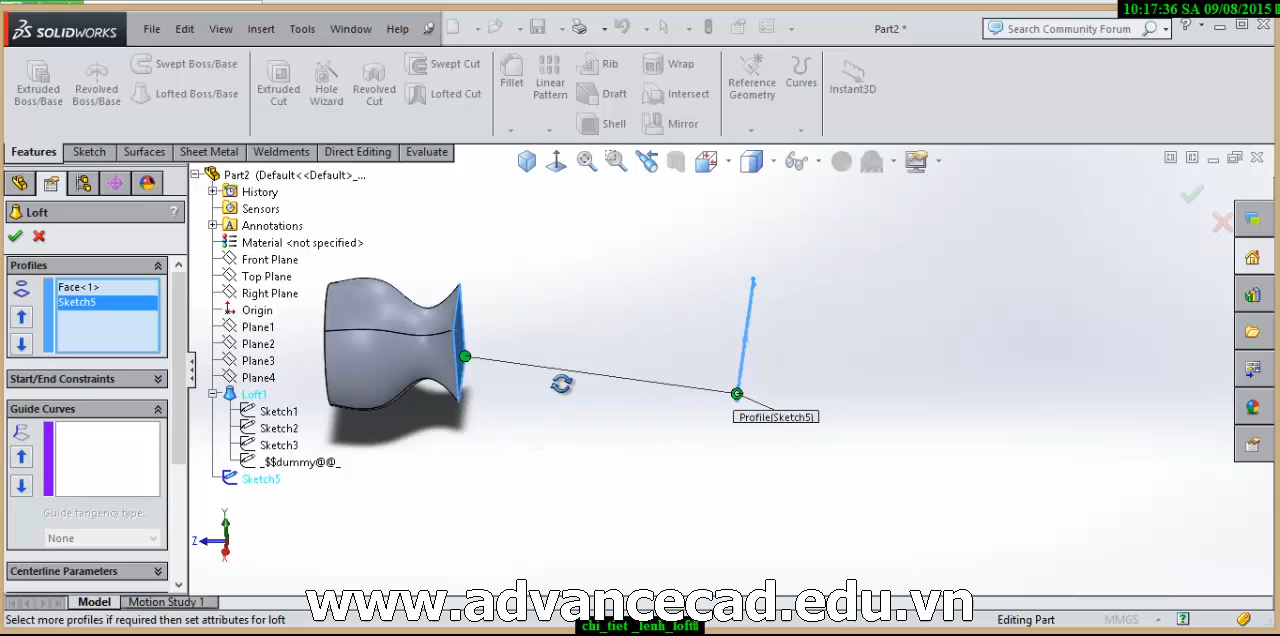 10:17:36 SA 09/08/2015
SOLIDWORKS File Edit View Insert Tools Window Help Part2 * Search Community Forum
Extruded Boss/Base
Revolved Boss/Base
Swept Boss/Base
Lofted Boss/Base
Extruded Cut
Hole Wizard
Revolved Cut
Swept Cut
Lofted Cut
Fillet
Linear Pattern
Rib
Draft
Shell
Wrap
Intersect
Mirror
Reference Geometry
Curves
Instant3D
Features Sketch Surfaces Sheet Metal Weldments Direct Editing Evaluate
Loft ?
Profiles
Face<1>
Sketch5
Start/End Constraints
Guide Curves
Guide tangency type:
None
Centerline Parameters
Part2 (Default<<Default>_...
History
Sensors
Annotations
Material <not specified>
Front Plane
Top Plane
Right Plane
Origin
Plane1
Plane2
Plane3
Plane4
Loft1
Sketch1
Sketch2
Sketch3
_$$dummy@@_
Sketch5
Profile(Sketch5)
Y
Z
X
Model Motion Study 1
www.advancecad.edu.vn
Select more profiles if required then set attributes for loft Editing Part MMGS
chi_tiet _lenh_loft